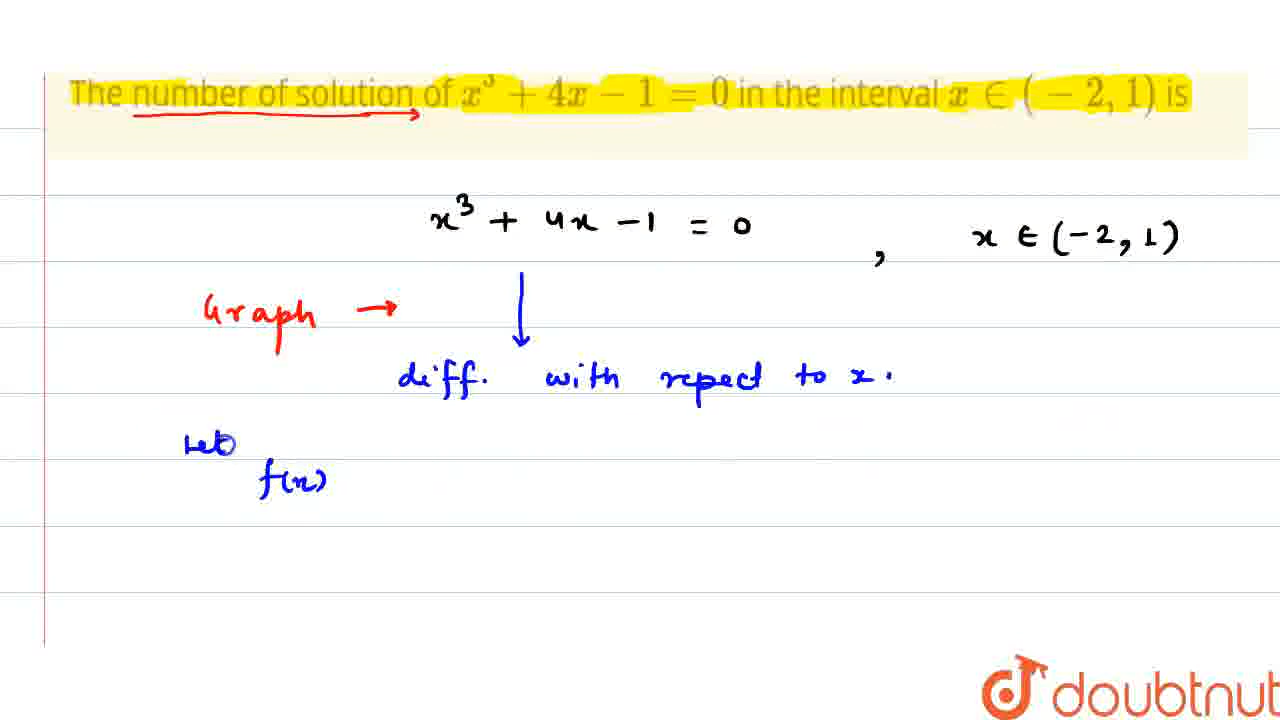 The number of solution of x³ + 4x − 1 = 0 in the interval x ∈ ( − 2, 1) is
x³ + 4x − 1 = 0 , x ∈ (−2, 1)
Graph →
diff. with repect to x.
Let
f(x)
doubtnut